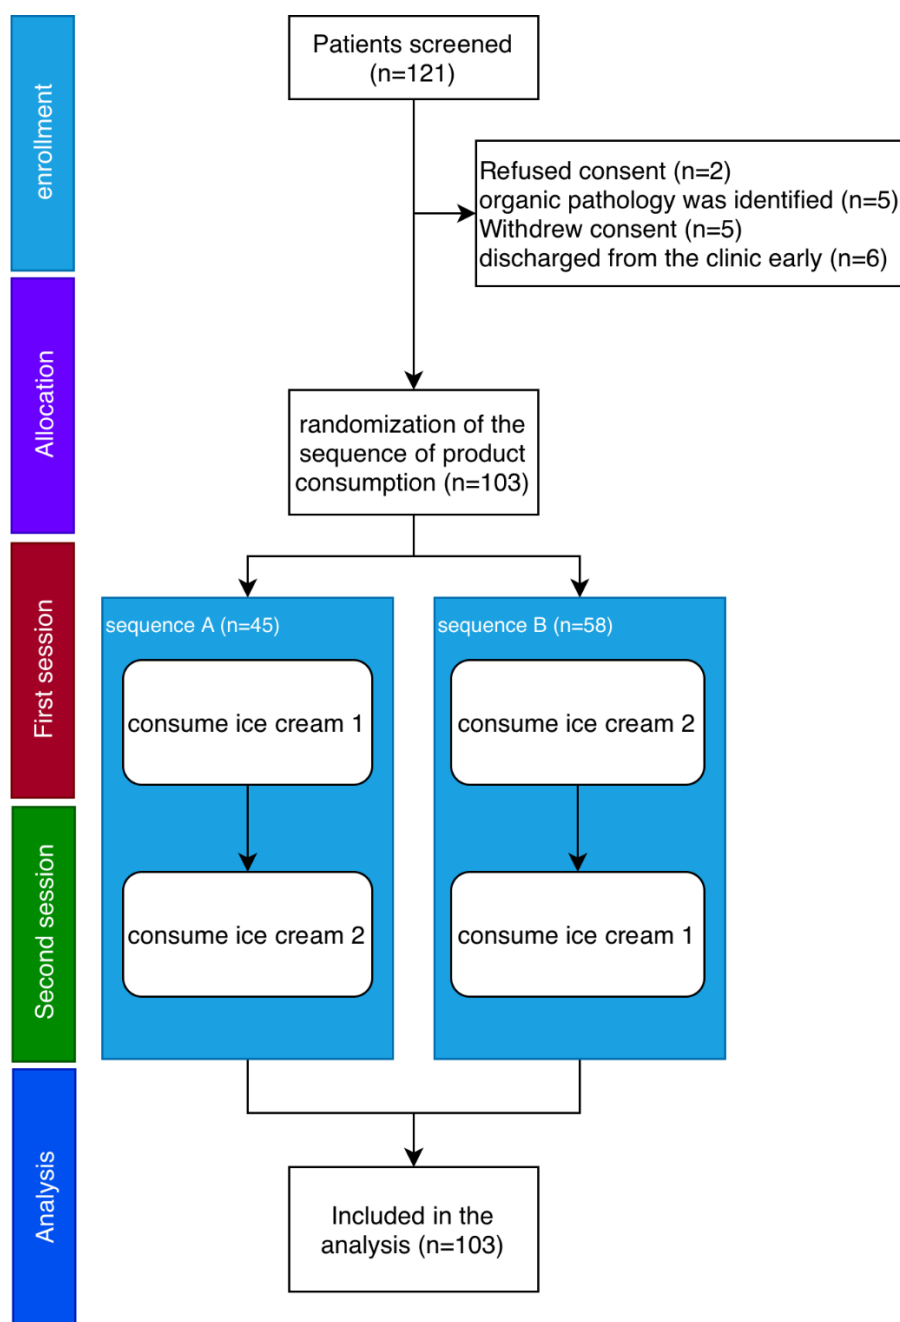 enrollment
Patients screened
(n=121)
Refused consent (n=2)
organic pathology was identified (n=5)
Withdrew consent (n=5)
discharged from the clinic early (n=6)
Allocation
randomization of the
sequence of product
consumption (n=103)
First session
sequence A (n=45)
consume ice cream 1
sequence B (n=58)
consume ice cream 2
Second session
consume ice cream 2
consume ice cream 1
Analysis
Included in the
analysis (n=103)